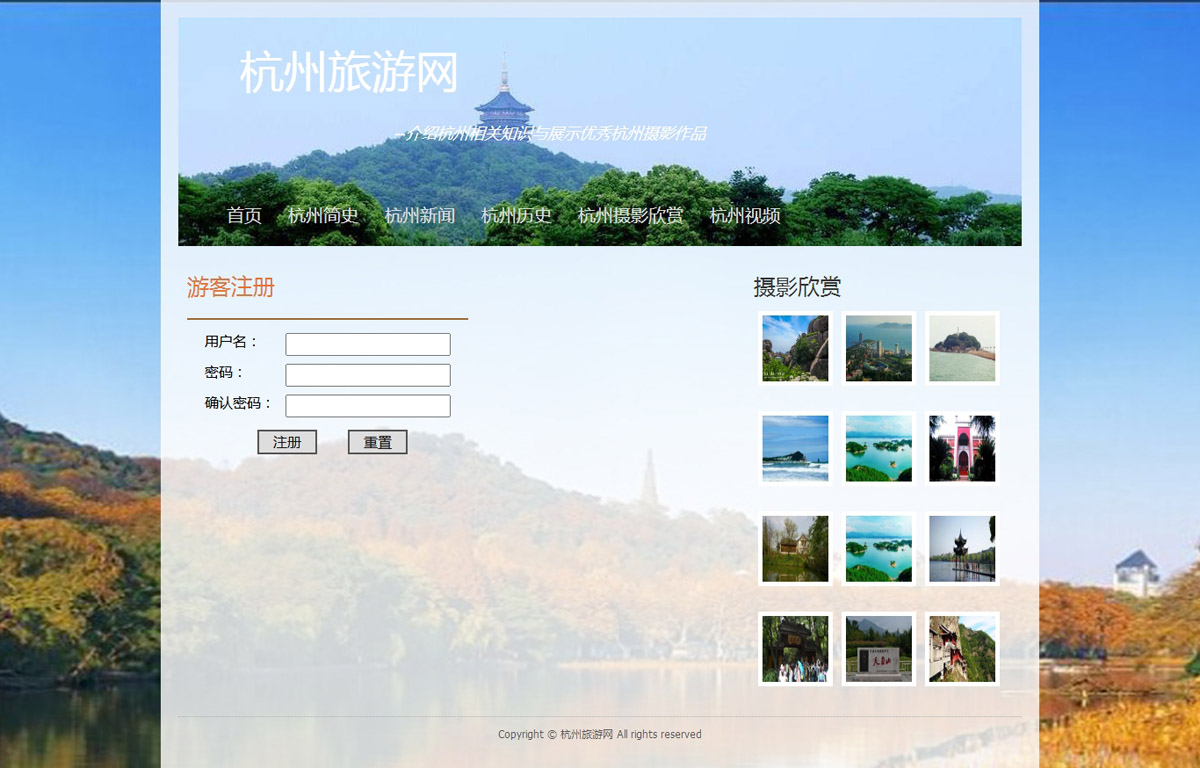 杭州旅游网
--介绍杭州相关知识与展示优秀杭州摄影作品
首页 杭州简史 杭州新闻 杭州历史 杭州摄影欣赏 杭州视频
游客注册
摄影欣赏
用户名：
密码：
确认密码：
注册 重置
Copyright © 杭州旅游网 All rights reserved